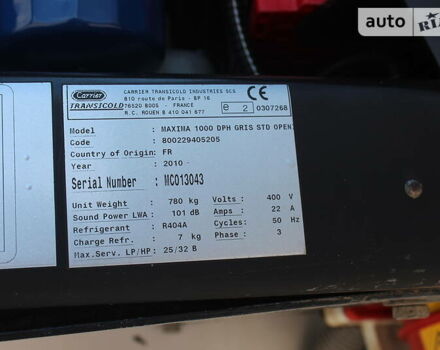 auto RIA
Carrier
TRANSICOLD
CARRIER TRANSICOLD INDUSTRIES SCS
810 route de Paris - BP 16
76520 BOOS - FRANCE
R.C. ROUEN B 410 041 677
CE
e 2 0307268
Model : MAXIMA 1000 DPH GRIS STD OPEN
Code : 800229405205
Country of Origin: FR
Year : 2010-
Serial Number : MC013043
Unit Weight : 780 kg Volts : 400 V
Sound Power LWA: 101 dB Amps : 22 A
Refrigerant : R404A Cycles: 50 Hz
Charge Refr. : 7 kg Phase : 3
Max.Serv. LP/HP: 25/32 B